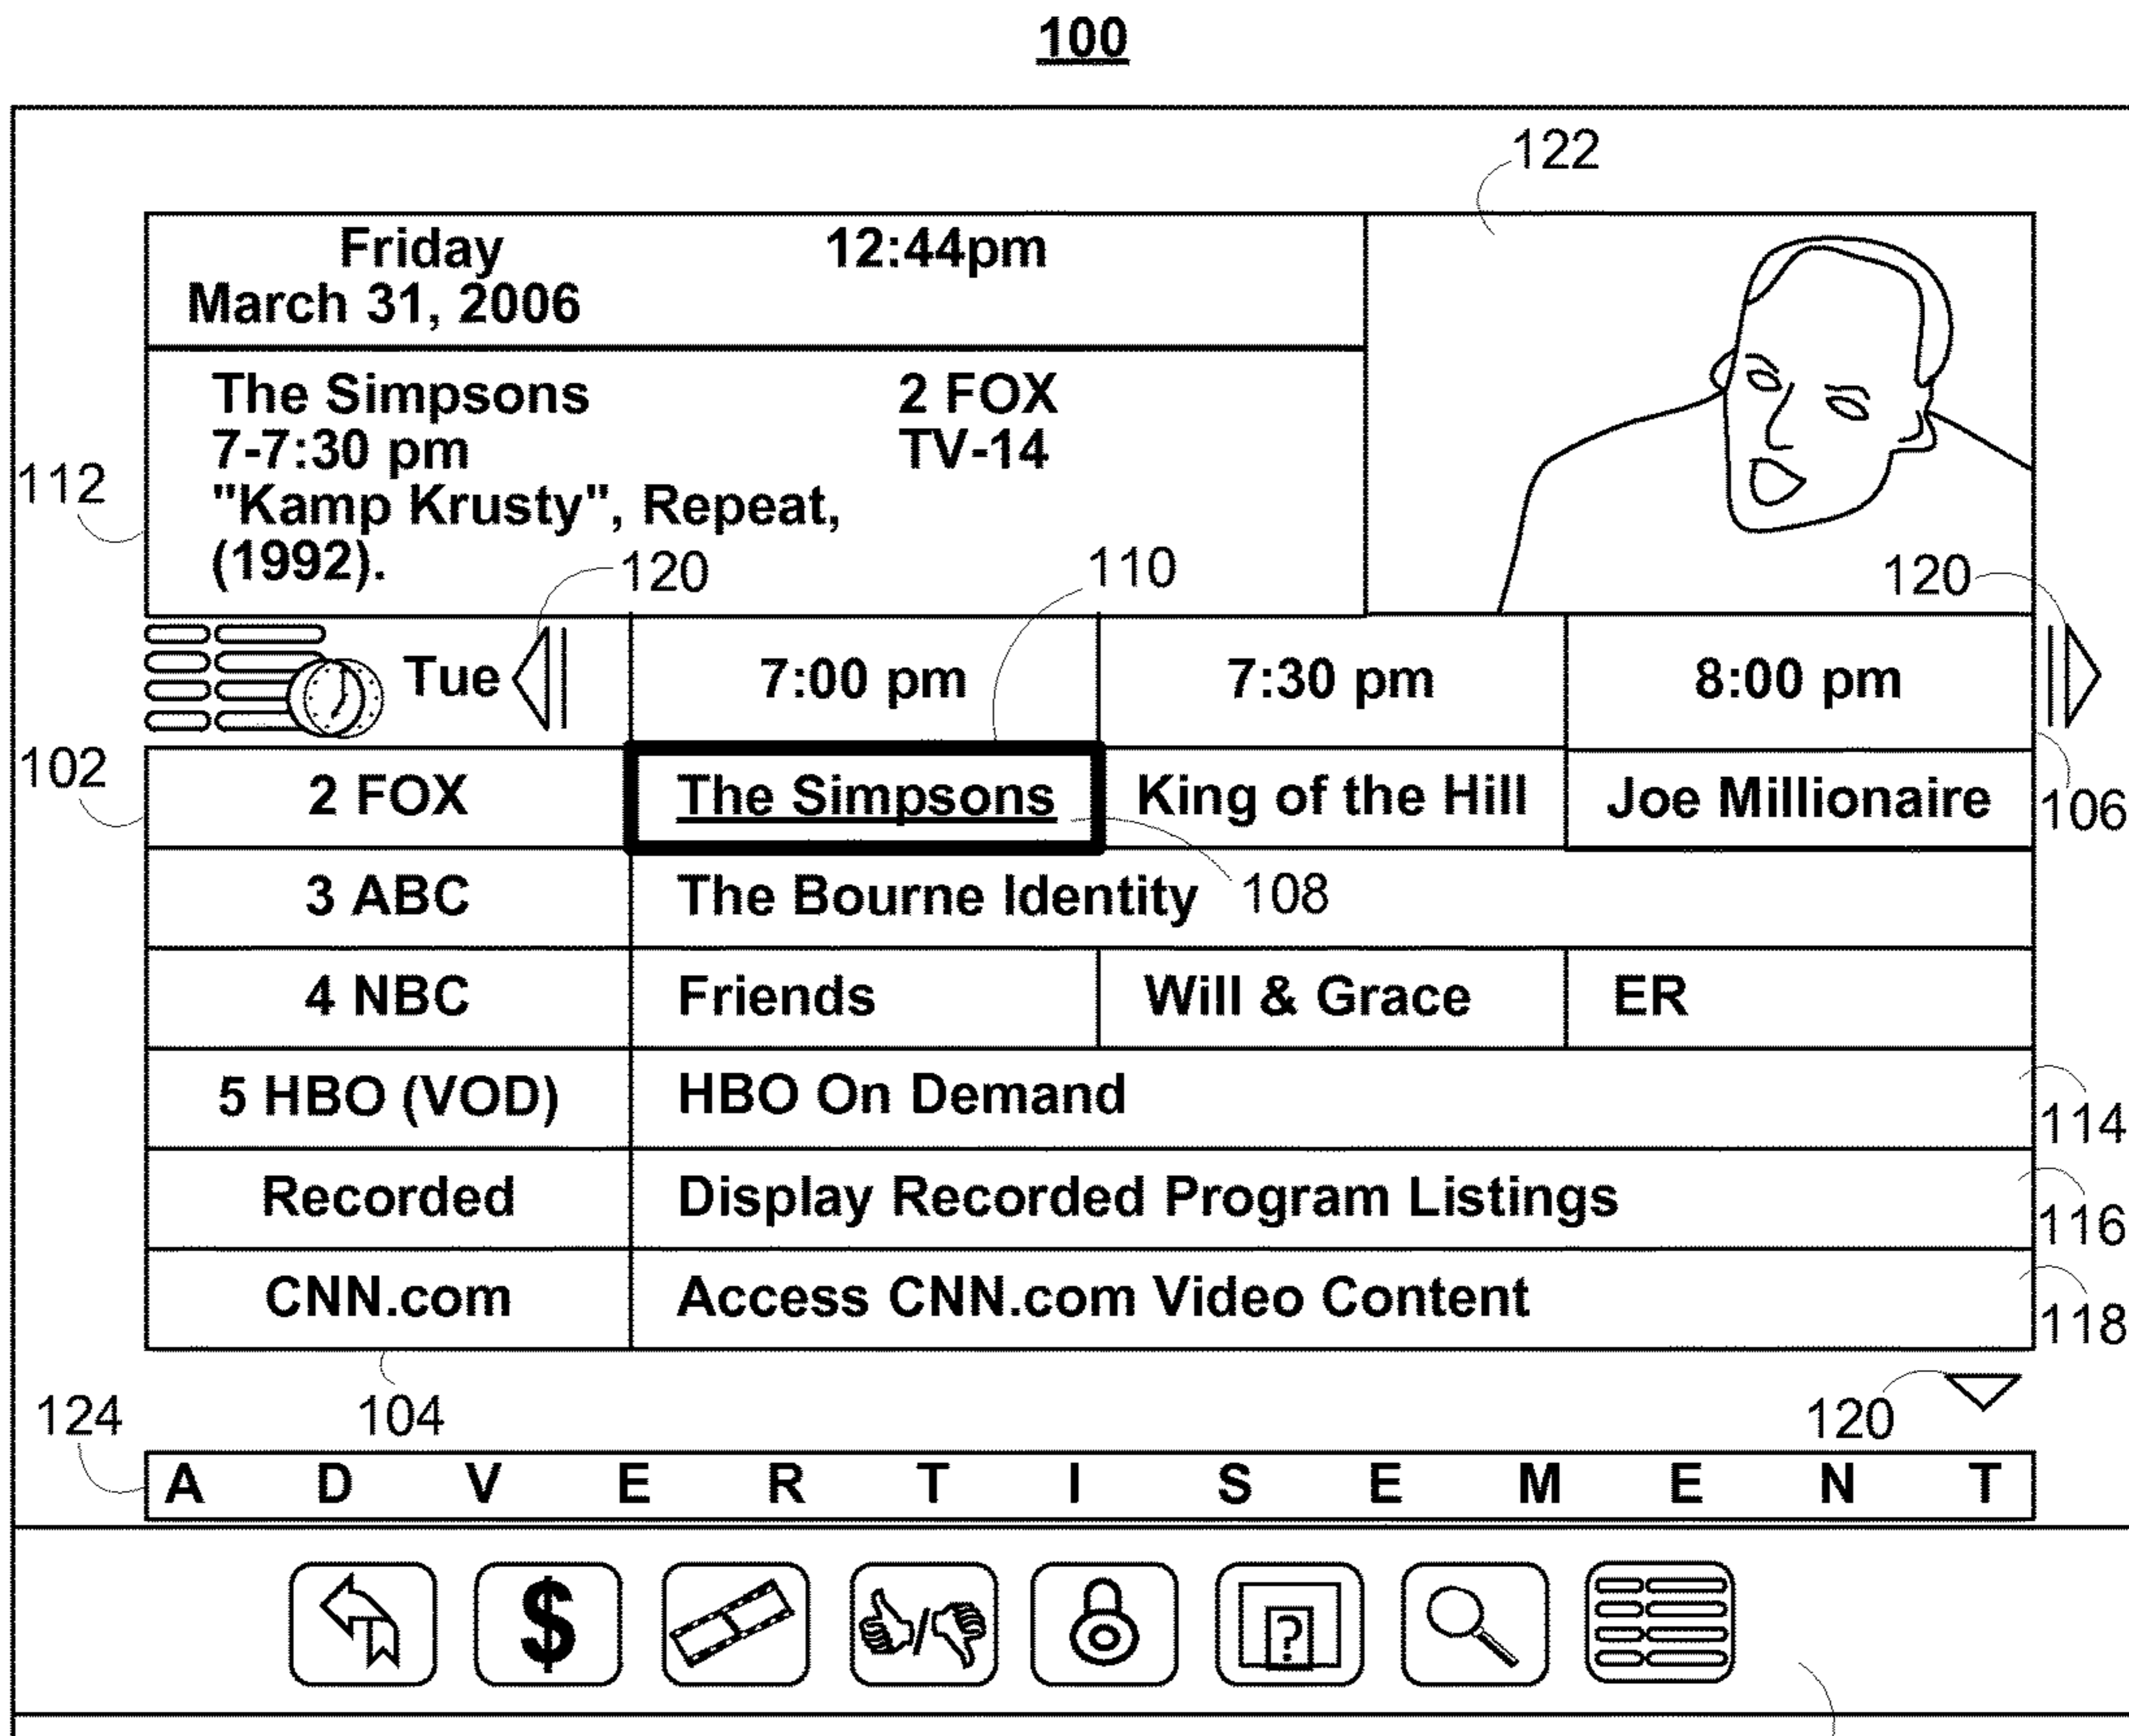 100
122
Friday 12:44pm
March 31, 2006
The Simpsons 2 FOX
7-7:30 pm TV-14
112
"Kamp Krusty", Repeat,
(1992).
120 110 120
Tue 7:00 pm 7:30 pm 8:00 pm
102
2 FOX The Simpsons King of the Hill Joe Millionaire
106
3 ABC The Bourne Identity 108
4 NBC Friends Will & Grace ER
5 HBO (VOD) HBO On Demand
114
Recorded Display Recorded Program Listings
116
CNN.com Access CNN.com Video Content
118
124 104 120
A D V E R T I S E M E N T
$ / ?